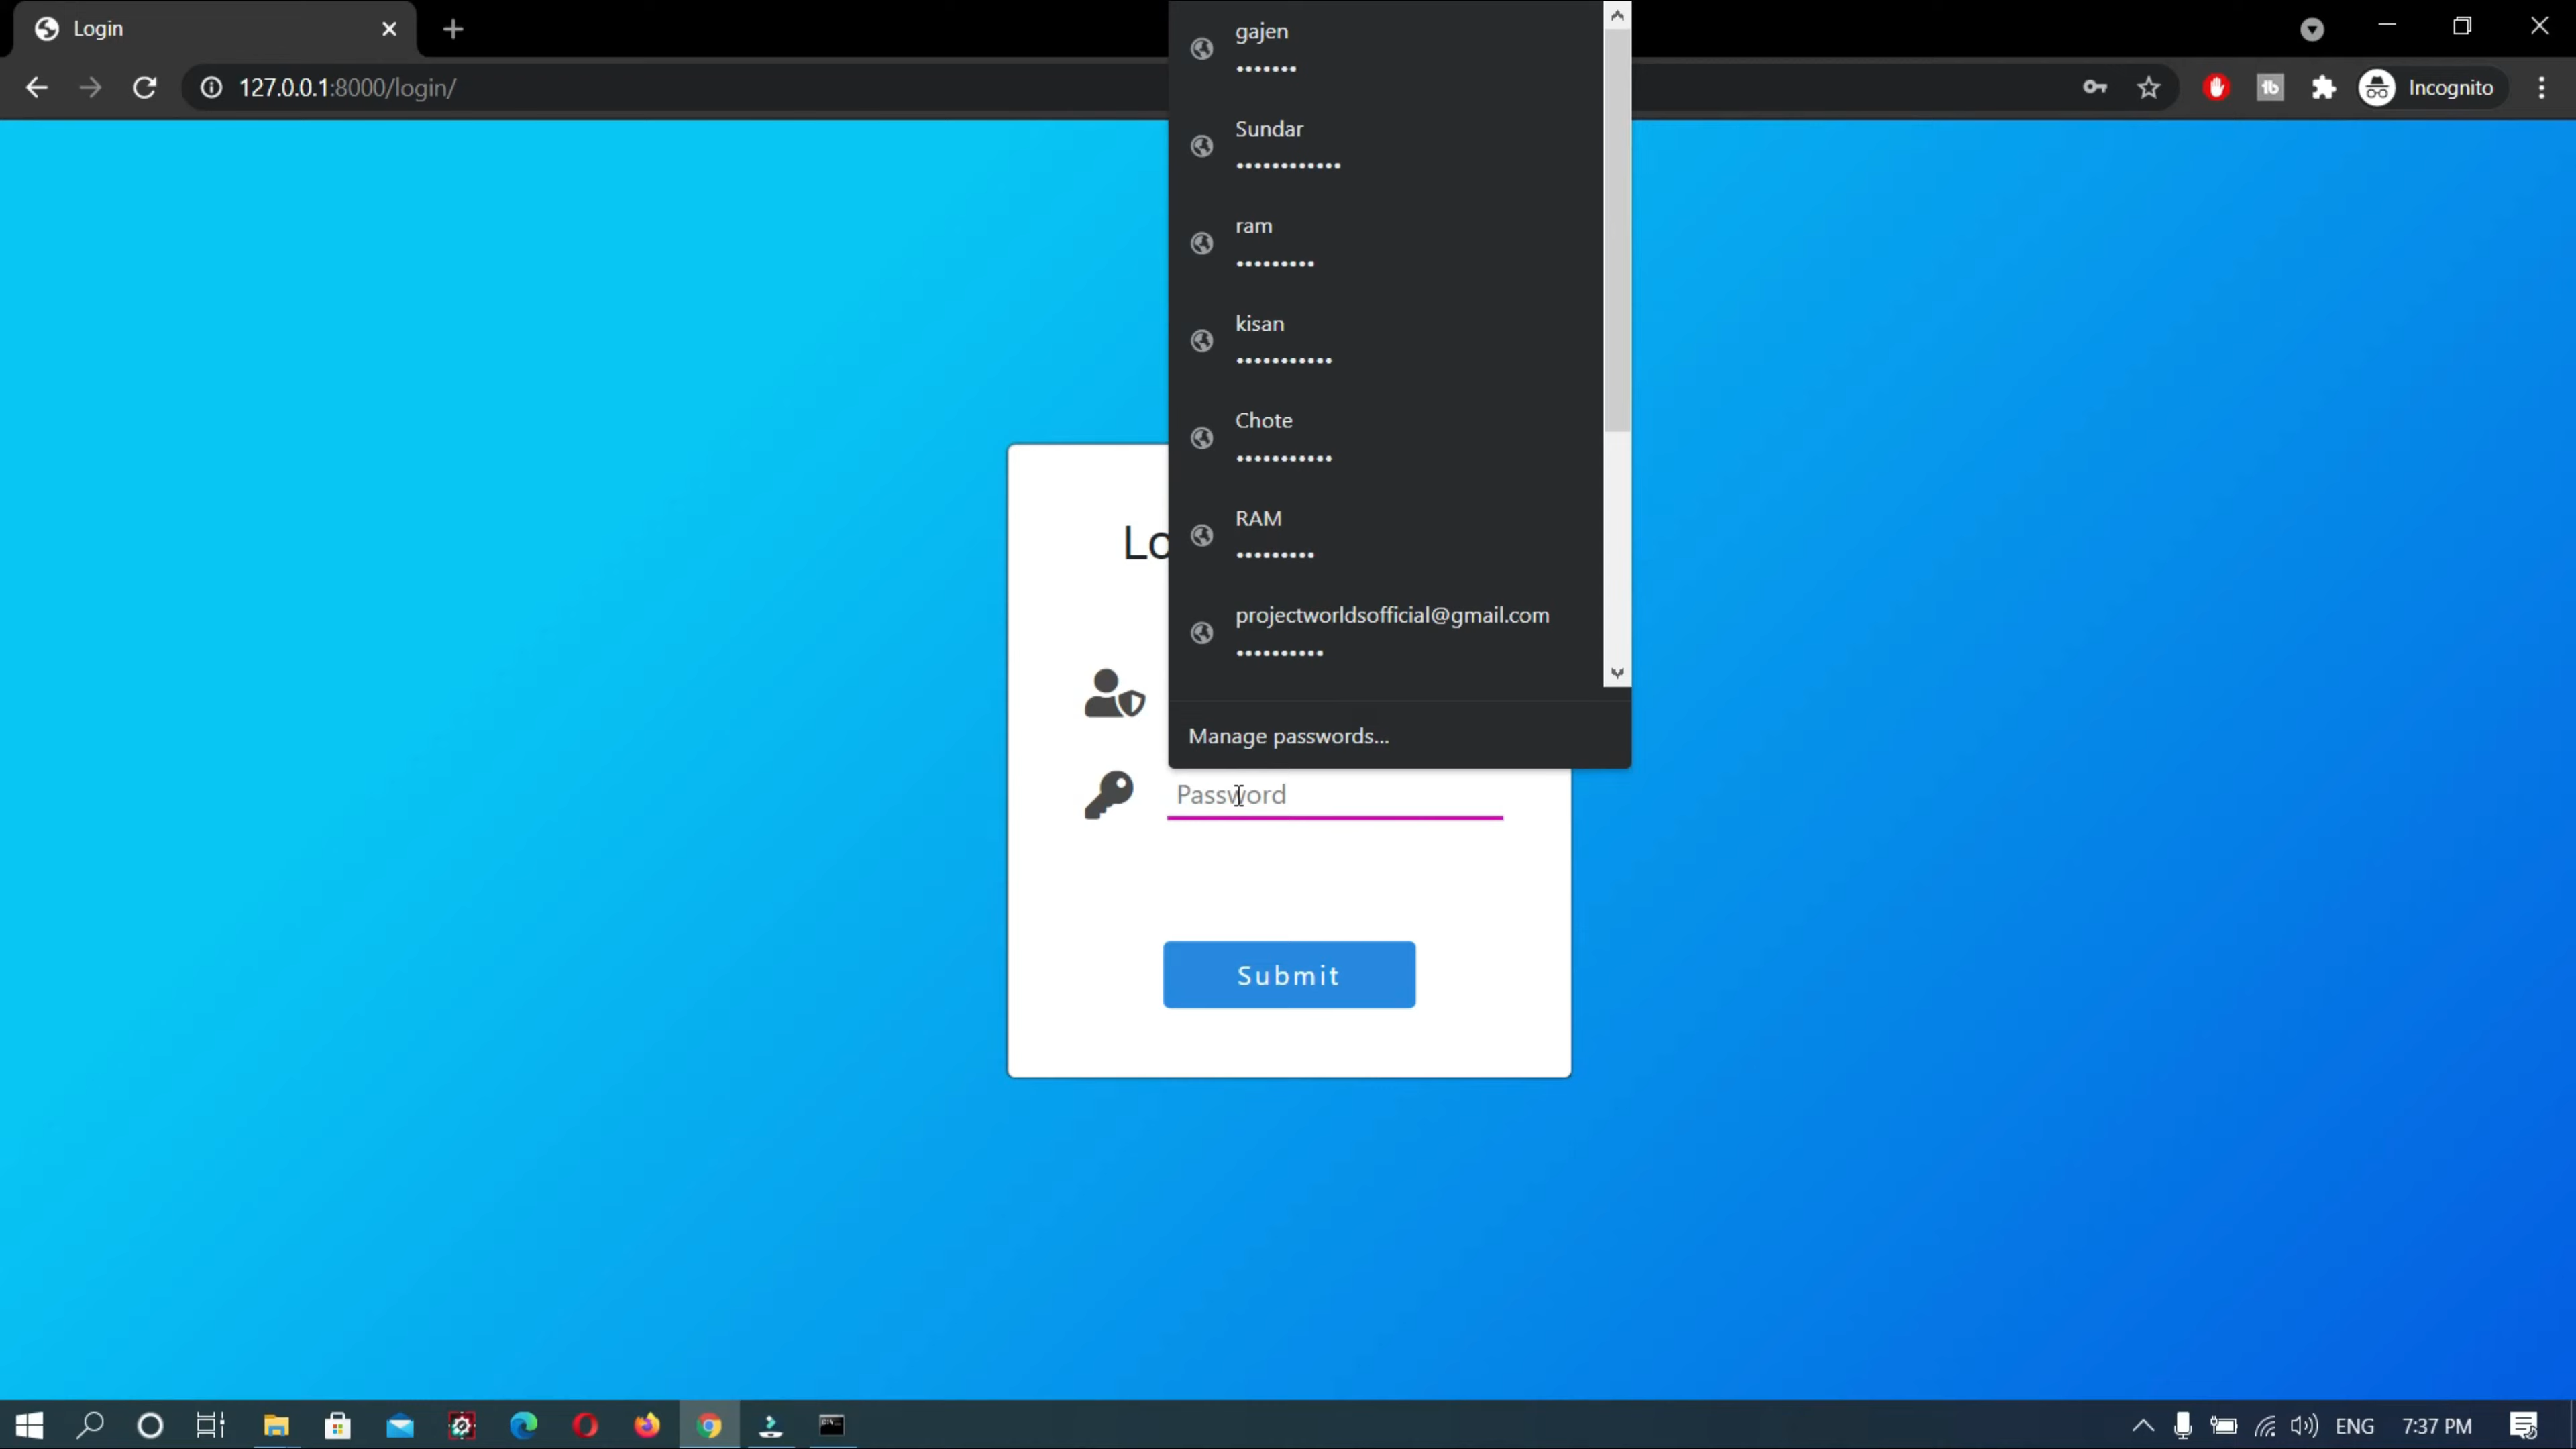 Login
127.0.0.1:8000/login/
Incognito
gajen
•••••••
Sundar
••••••••••••
ram
•••••••••
kisan
•••••••••••
Chote
•••••••••••
RAM
•••••••••
projectworldsofficial@gmail.com
••••••••••
Manage passwords...
Lo
Password
Submit
ENG
7:37 PM